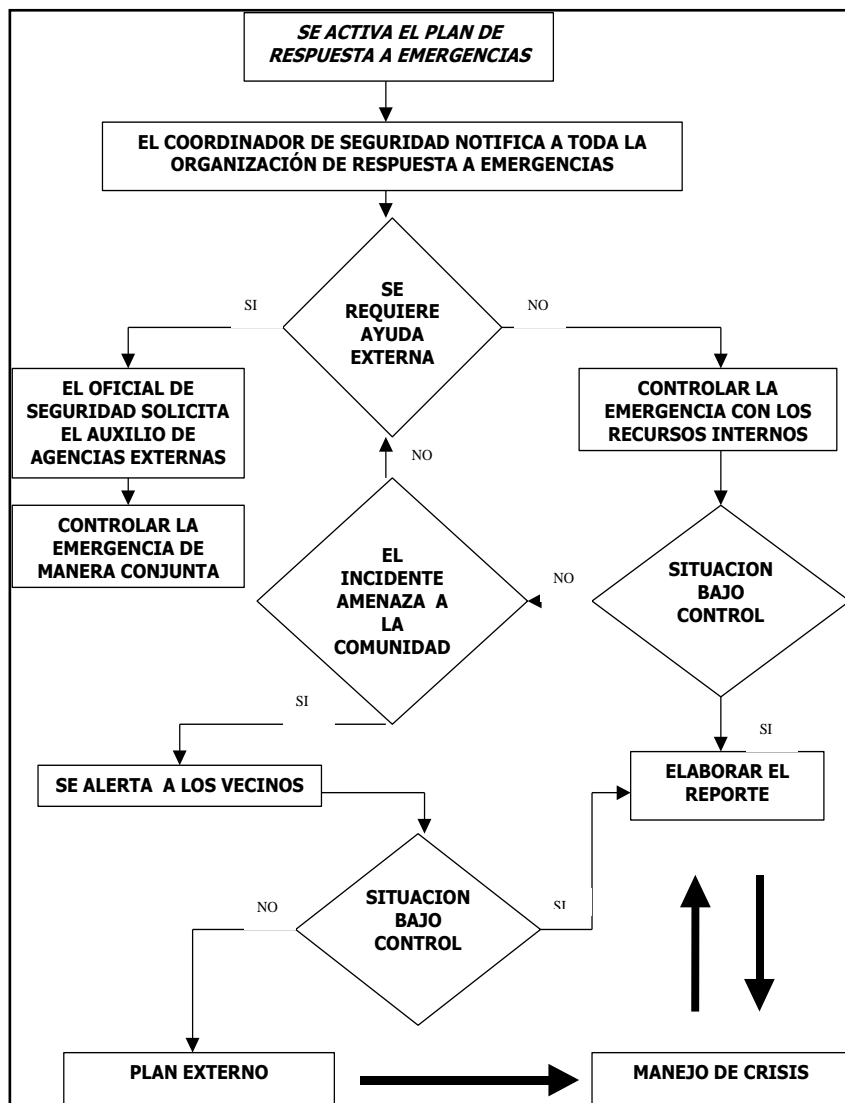 SE ACTIVA EL PLAN DE
RESPUESTA A EMERGENCIAS
EL COORDINADOR DE SEGURIDAD NOTIFICA A TODA LA
ORGANIZACIÓN DE RESPUESTA A EMERGENCIAS
SE
REQUIERE
AYUDA
EXTERNA
SI
NO
EL OFICIAL DE
SEGURIDAD SOLICITA
EL AUXILIO DE
AGENCIAS EXTERNAS
CONTROLAR LA
EMERGENCIA CON LOS
RECURSOS INTERNOS
NO
CONTROLAR LA
EMERGENCIA DE
MANERA CONJUNTA
EL
INCIDENTE
AMENAZA A
LA
COMUNIDAD
NO
SITUACION
BAJO
CONTROL
SI
SI
SE ALERTA A LOS VECINOS
ELABORAR EL
REPORTE
SITUACION
BAJO
CONTROL
NO
SI
PLAN EXTERNO
MANEJO DE CRISIS